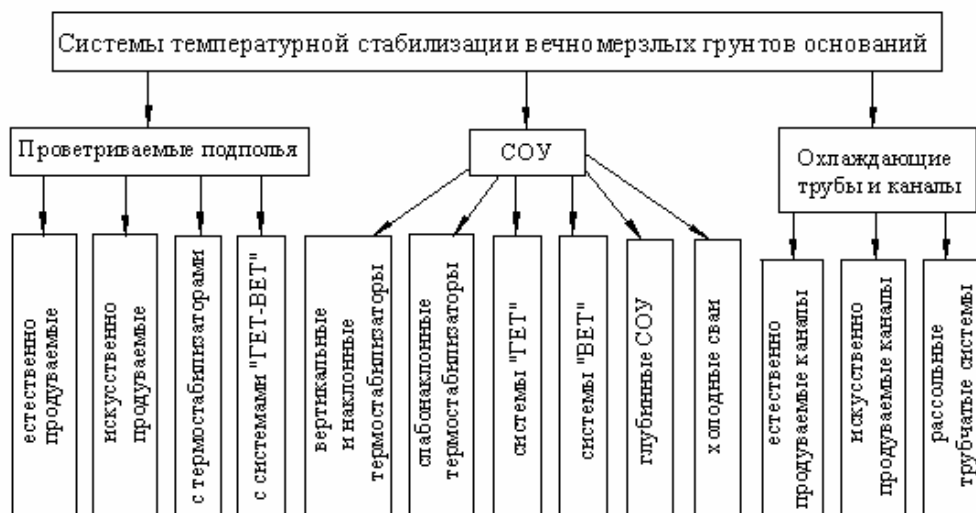 Системы температурной стабилизации вечномерзлых грунтов оснований
Проветриваемые подполья
СОУ
Охлаждающие
трубы и каналы
естественно
продуваемые
искусственно
продуваемые
с термостабилизаторами
с системами "ГЕТ-ВЕТ"
вертикальные
и наклонные
термостабилизаторы
слабонаклонные
термостабилизаторы
системы "ГЕТ"
системы "ВЕТ"
глубинные СОУ
холодные сваи
естественно
продуваемые каналы
искусственно
продуваемые каналы
рассольные
трубчатые системы